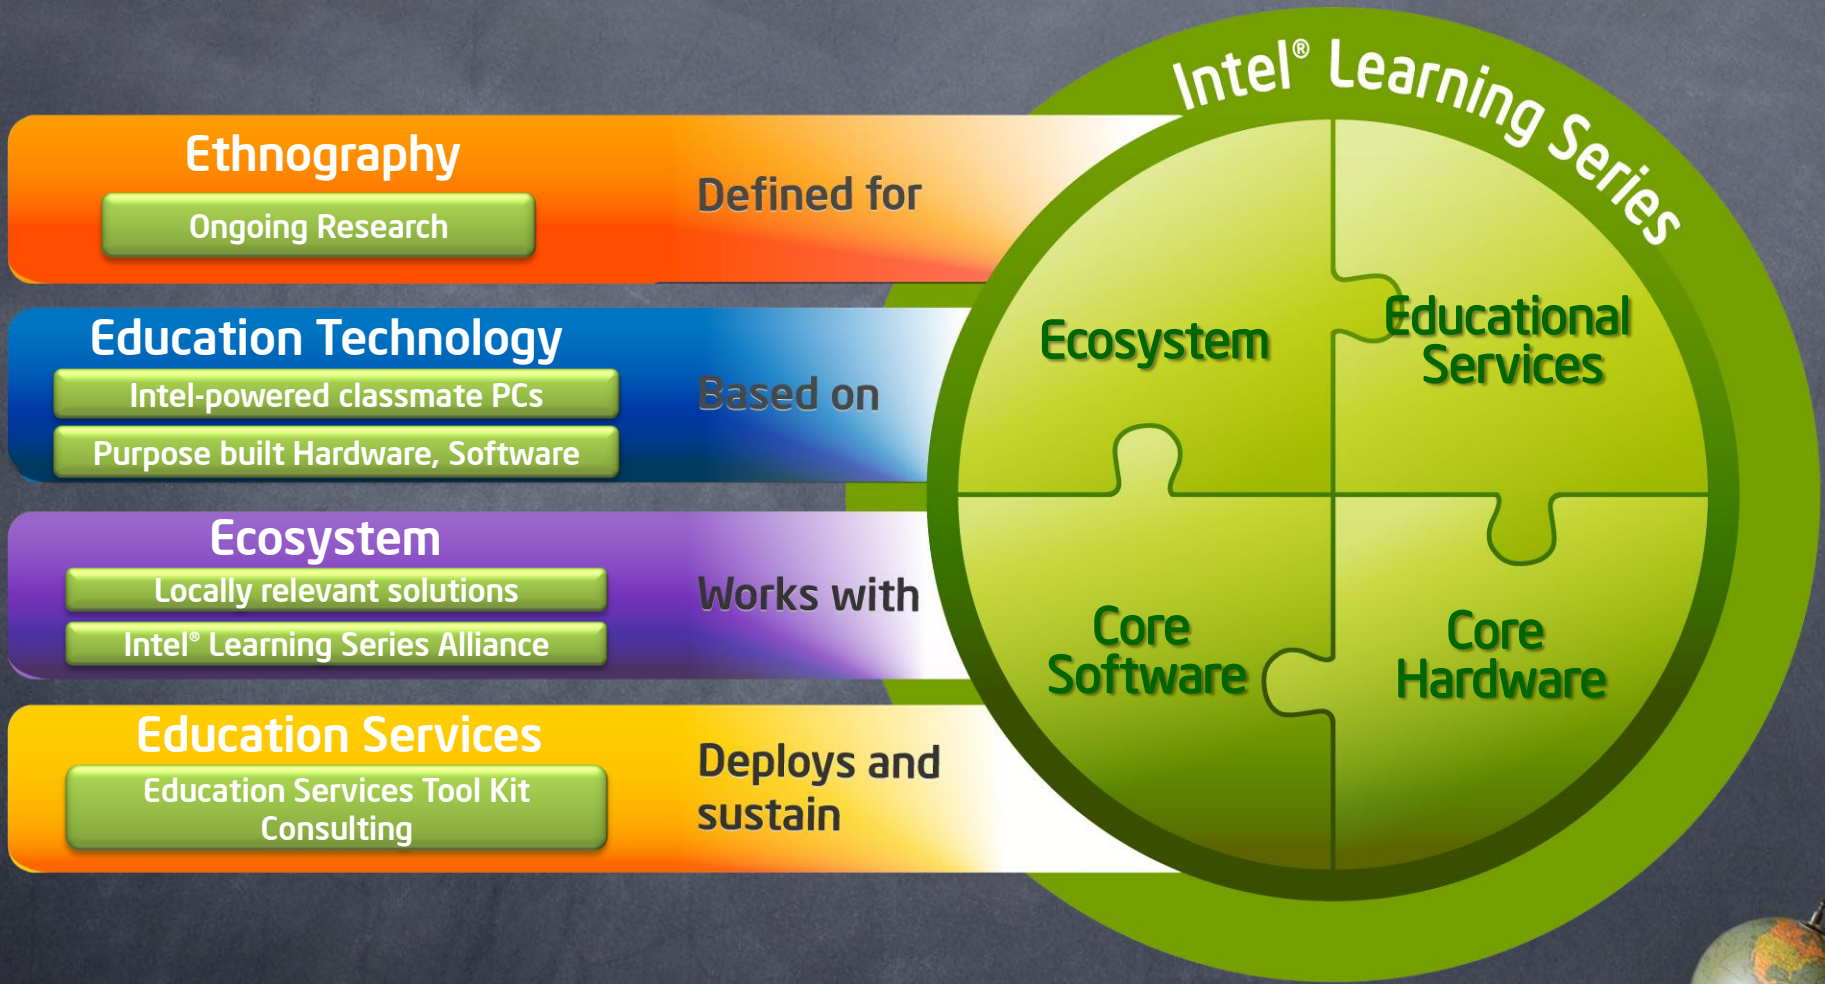 Intel® Learning Series
Ethnography
Ongoing Research
Defined for
Education Technology
Intel-powered classmate PCs
Purpose built Hardware, Software
Based on
Ecosystem
Locally relevant solutions
Intel® Learning Series Alliance
Works with
Education Services
Education Services Tool Kit
Consulting
Deploys and
sustain
Ecosystem
Educational
Services
Core
Software
Core
Hardware